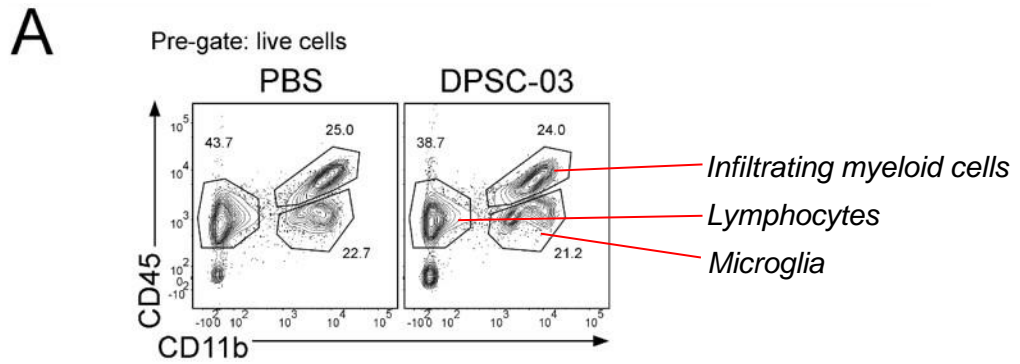 A
Pre-gate: live cells
PBS
DPSC-03
43.7
25.0
22.7
38.7
24.0
21.2
Infiltrating myeloid cells
Lymphocytes
Microglia
CD45
10^5
10^4
10^3
10^2
0
-10^2
-10^2 0 10^2 10^3 10^4 10^5
-10^2 0 10^2 10^3 10^4 10^5
CD11b